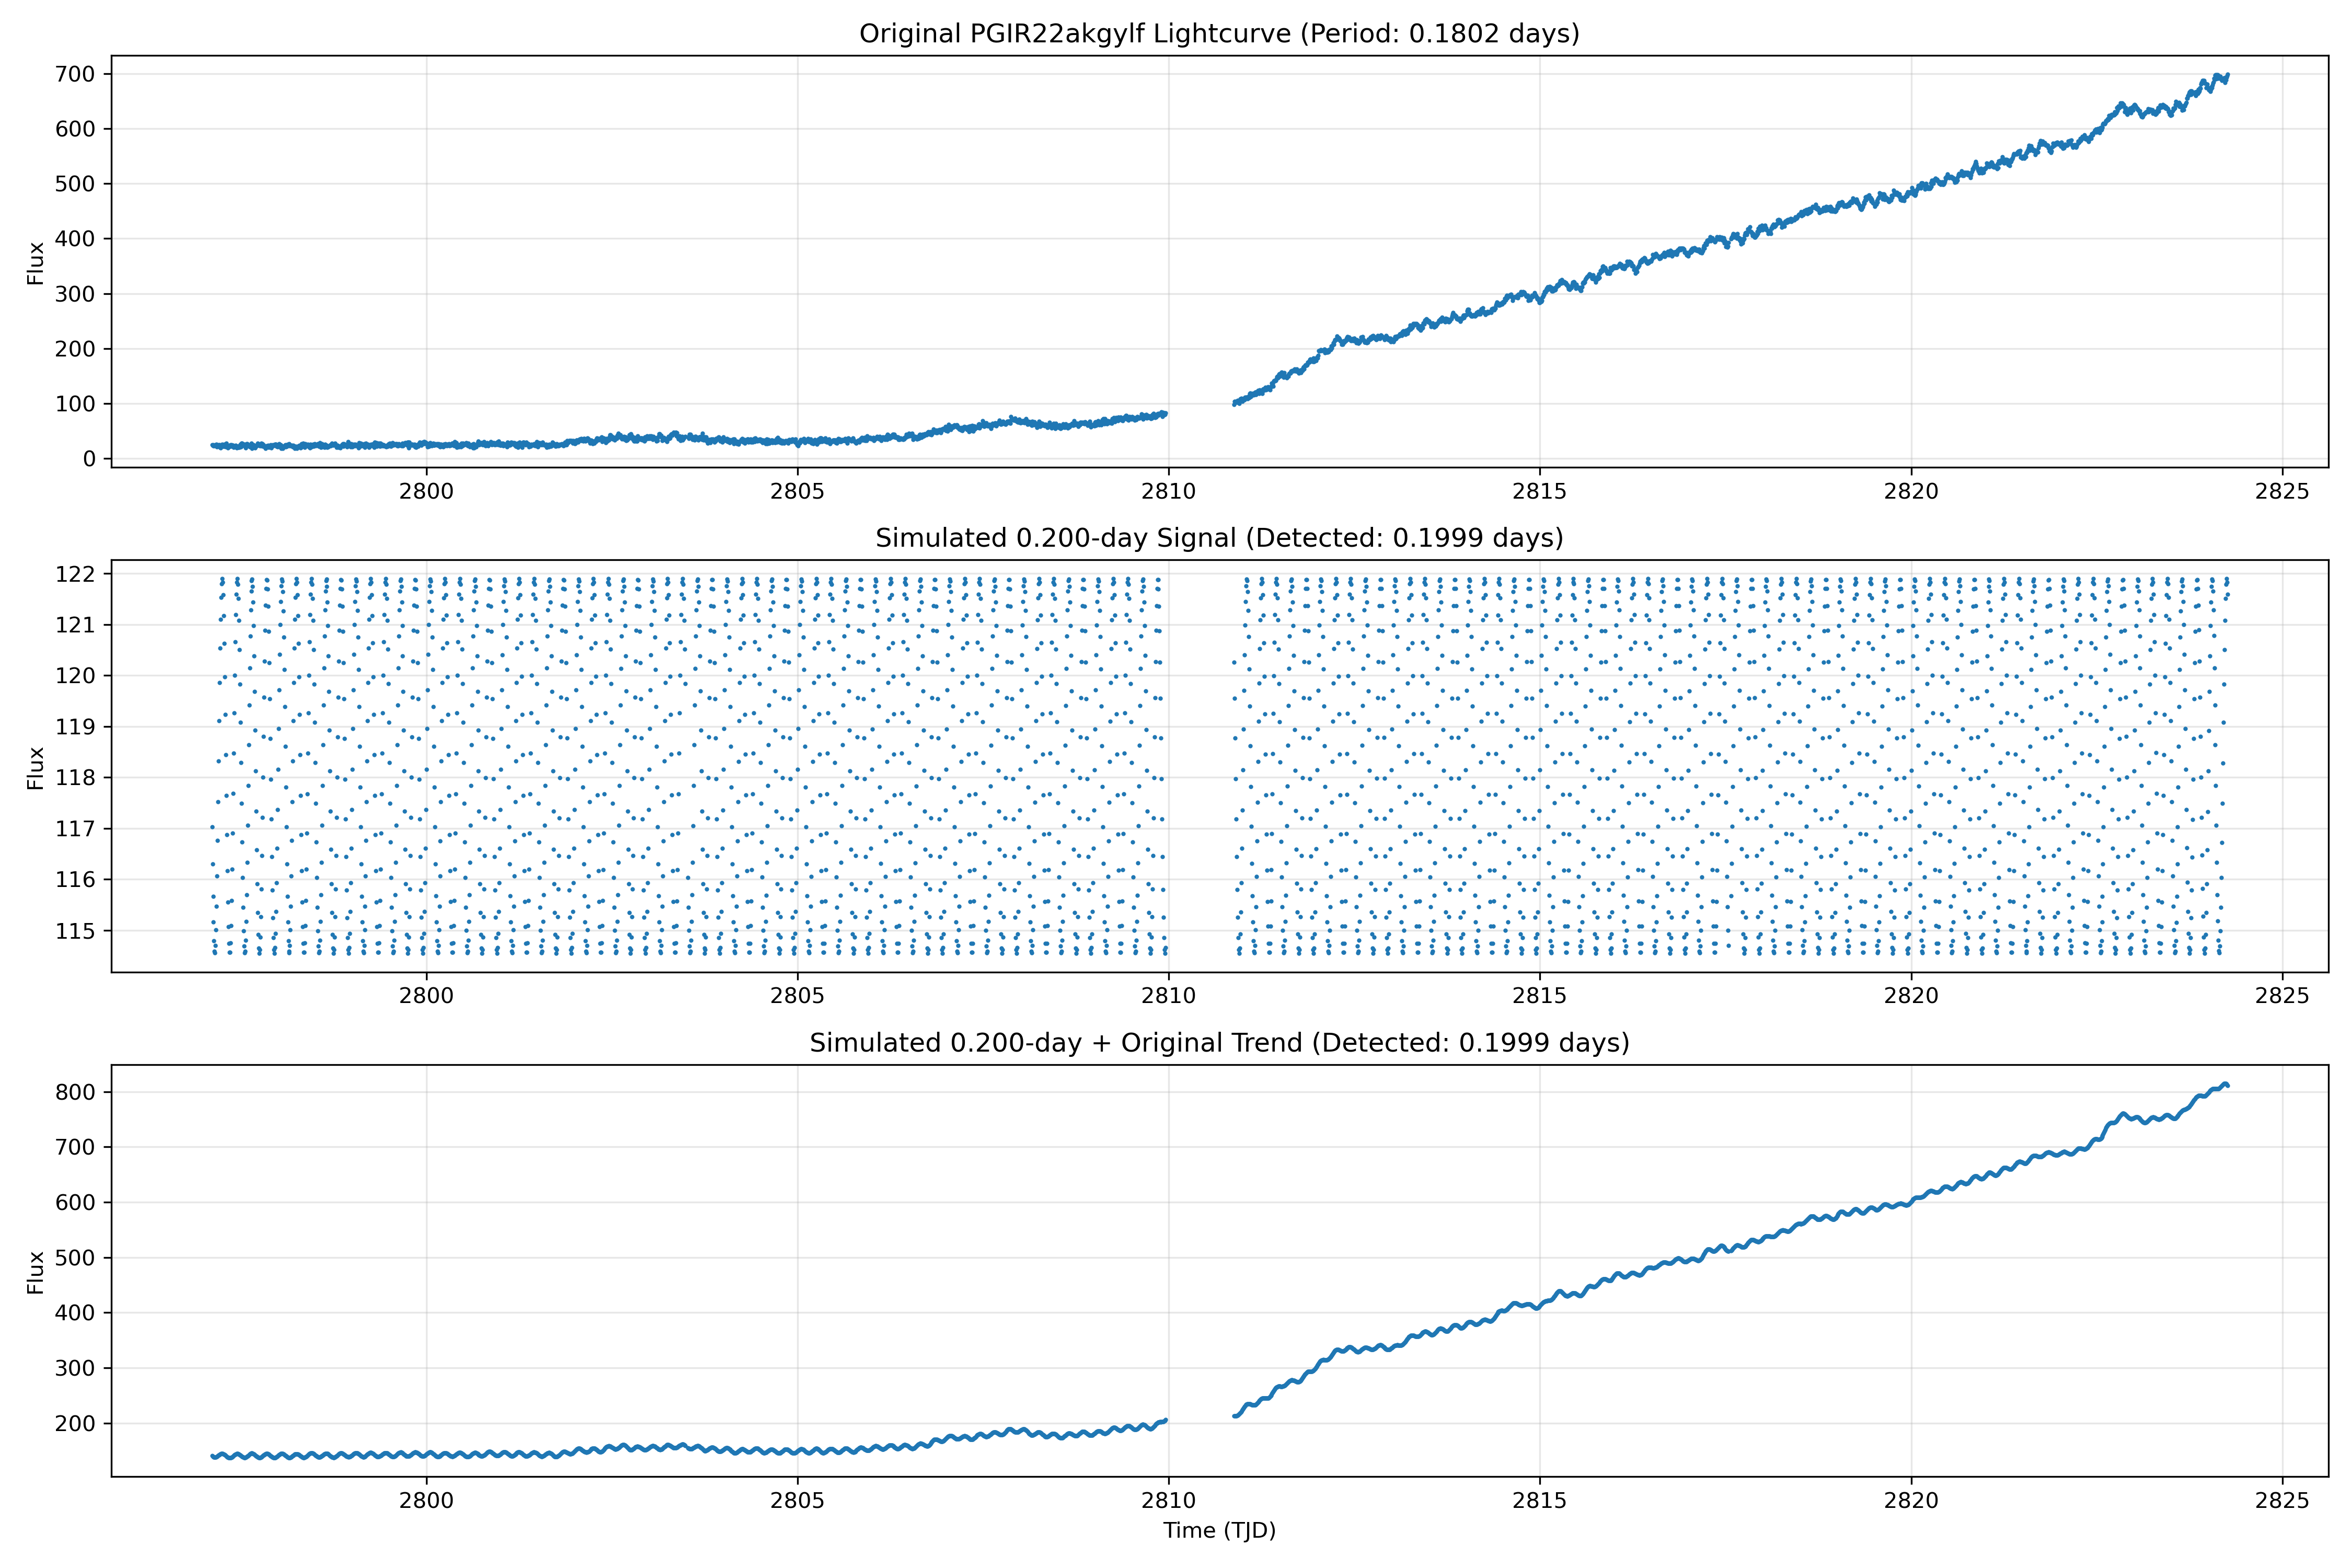 Original PGIR22akgylf Lightcurve (Period: 0.1802 days)
700
600
500
400
300
200
100
0
Flux
2800 2805 2810 2815 2820 2825
Simulated 0.200-day Signal (Detected: 0.1999 days)
122
121
120
119
118
117
116
115
Flux
2800 2805 2810 2815 2820 2825
Simulated 0.200-day + Original Trend (Detected: 0.1999 days)
800
700
600
500
400
300
200
Flux
2800 2805 2810 2815 2820 2825
Time (TJD)